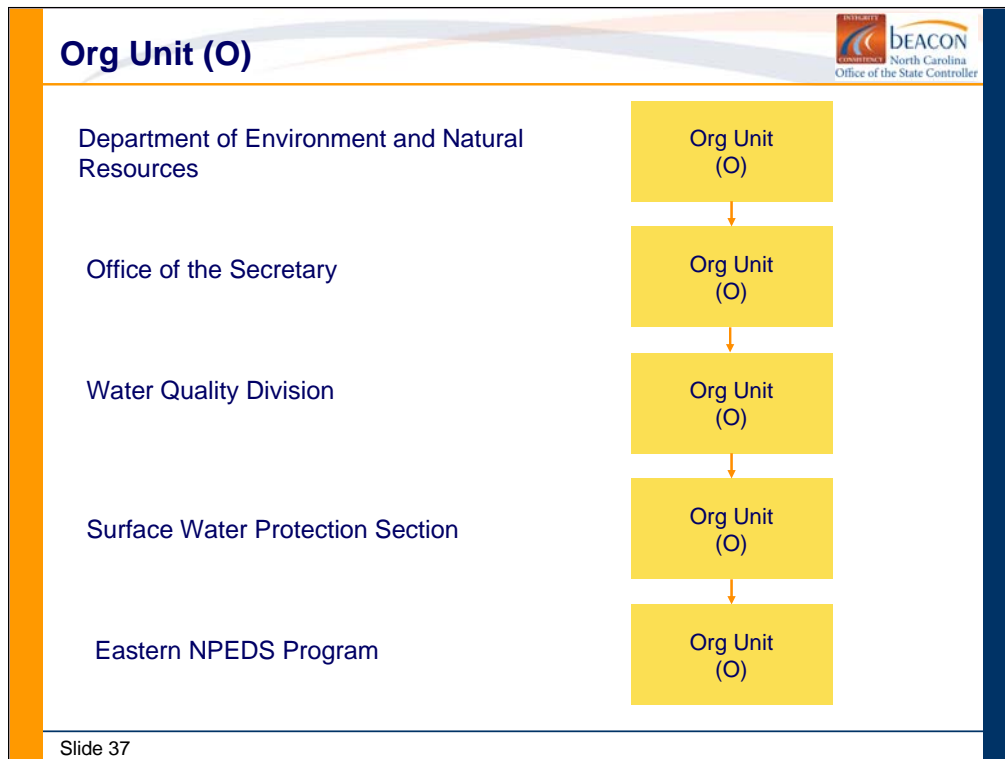 Org Unit (O)
INTEGRITY
CONSISTENCY
bEACON
North Carolina
Office of the State Controller
Department of Environment and Natural
Resources
Org Unit
(O)
Office of the Secretary
Org Unit
(O)
Water Quality Division
Org Unit
(O)
Surface Water Protection Section
Org Unit
(O)
Eastern NPEDS Program
Org Unit
(O)
Slide 37